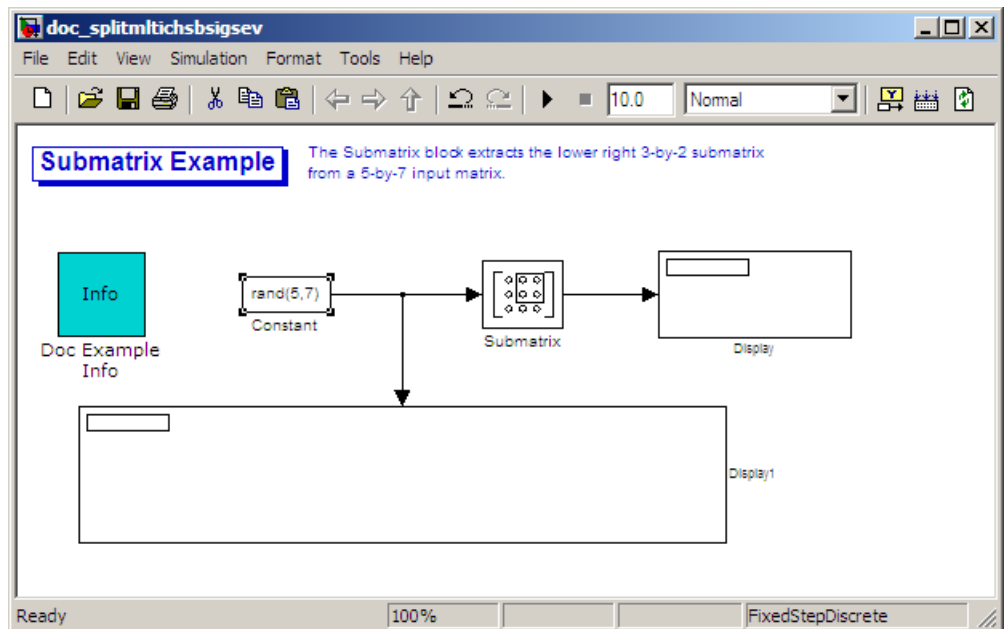 doc_splitmltichsbsigsev
File Edit View Simulation Format Tools Help
10.0 Normal
Submatrix Example
The Submatrix block extracts the lower right 3-by-2 submatrix
from a 5-by-7 input matrix.
Info
Doc Example
Info
rand(5,7)
Constant
Submatrix
Display
Display1
Ready 100% FixedStepDiscrete